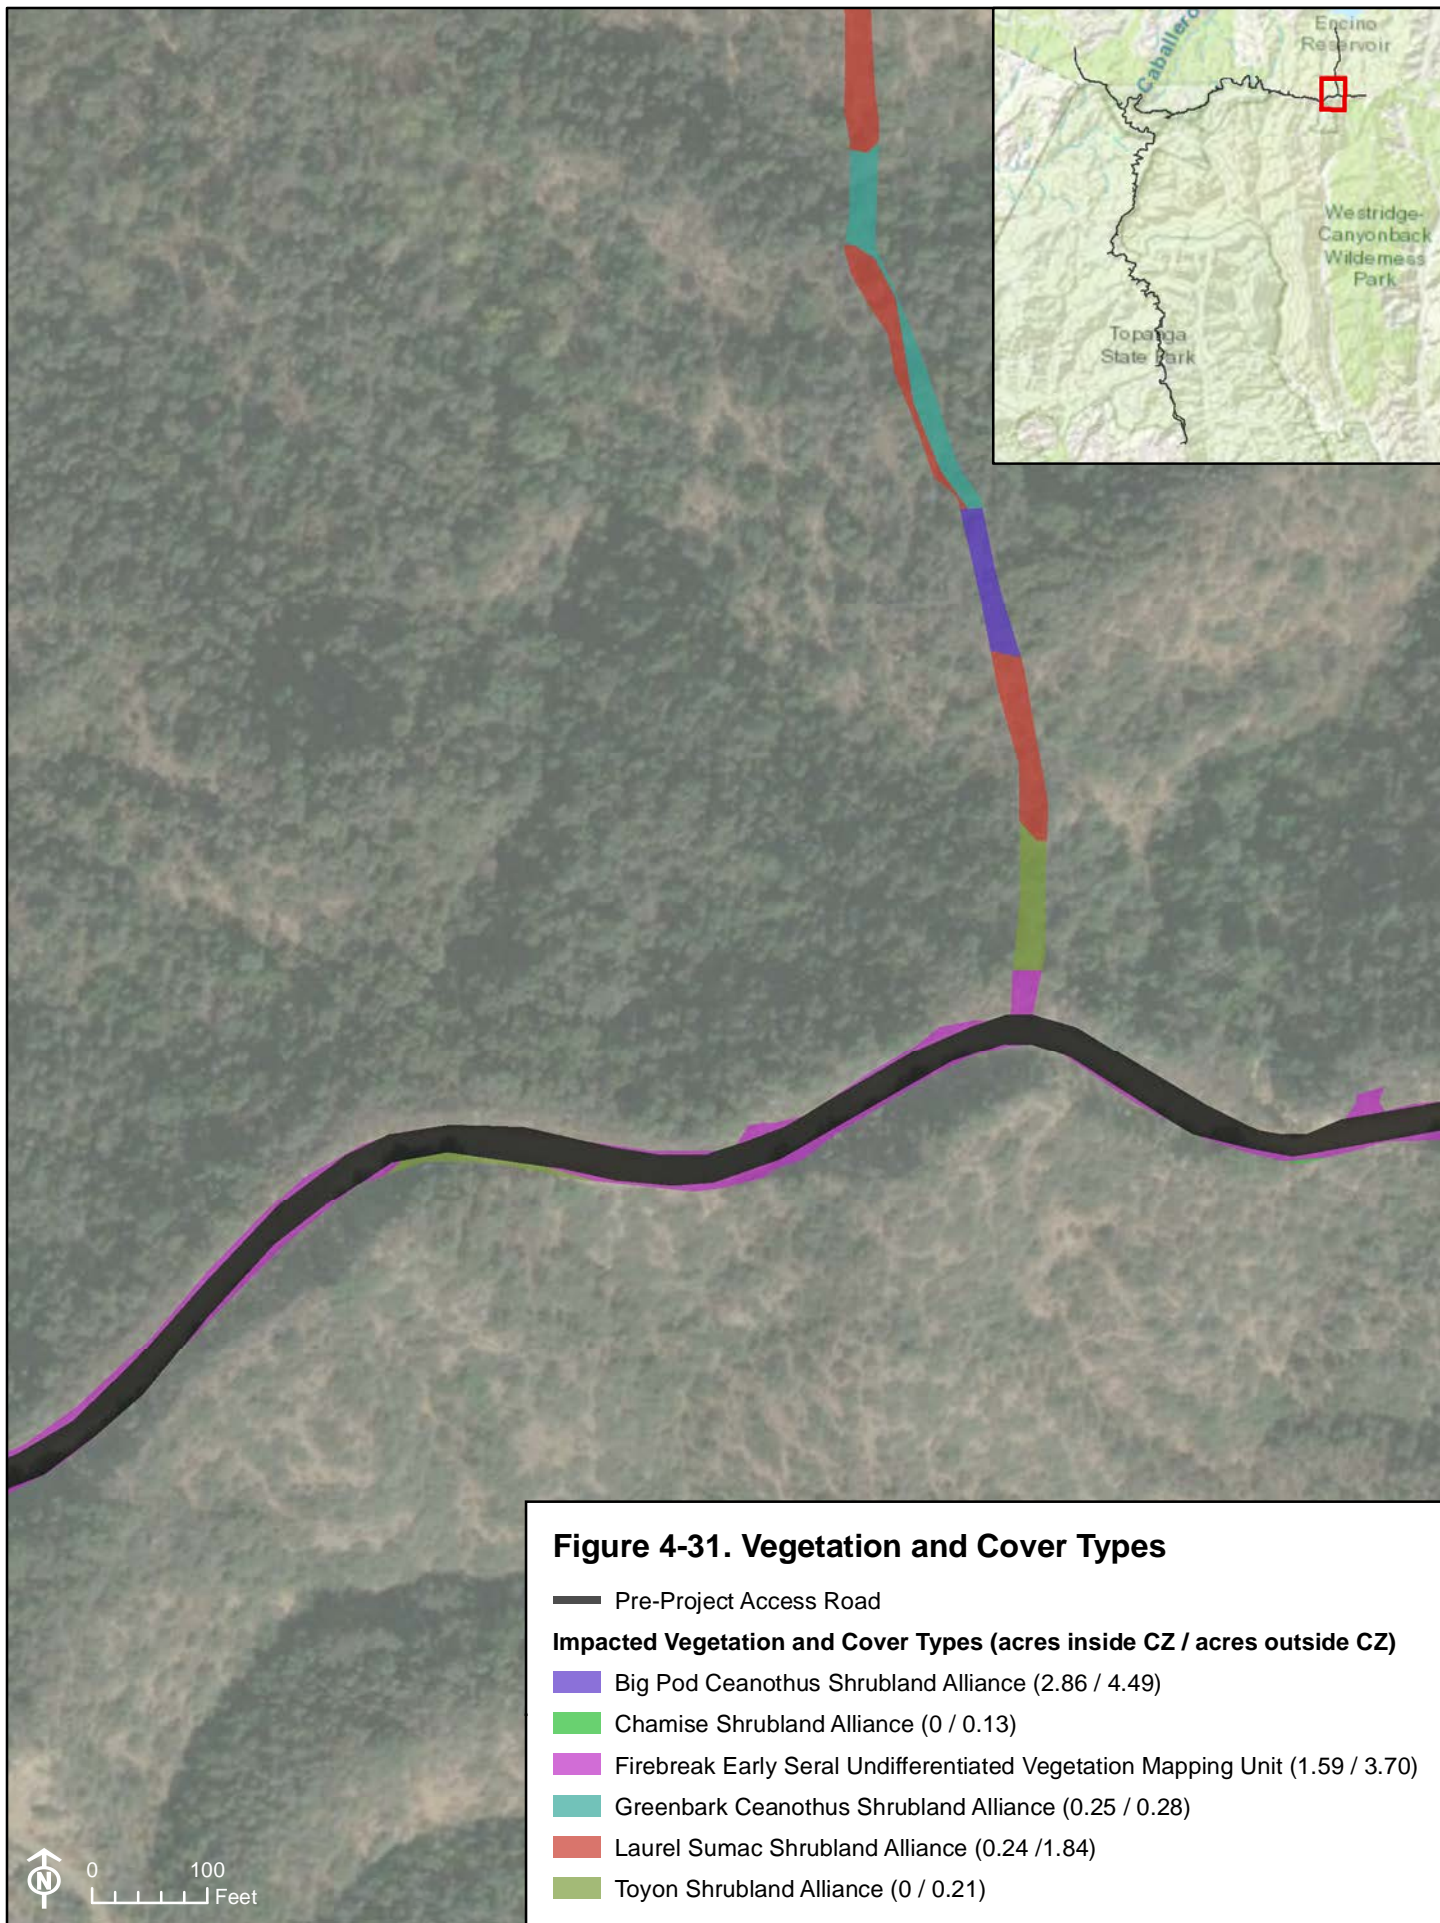 Caballero
Encino
Reservoir
Westridge-
Canyonback
Wilderness
Park
Topanga
State Park
Figure 4-31. Vegetation and Cover Types
Pre-Project Access Road
Impacted Vegetation and Cover Types (acres inside CZ / acres outside CZ)
Big Pod Ceanothus Shrubland Alliance (2.86 / 4.49)
Chamise Shrubland Alliance (0 / 0.13)
Firebreak Early Seral Undifferentiated Vegetation Mapping Unit (1.59 / 3.70)
Greenbark Ceanothus Shrubland Alliance (0.25 / 0.28)
Laurel Sumac Shrubland Alliance (0.24 /1.84)
Toyon Shrubland Alliance (0 / 0.21)
N
0 100
Feet